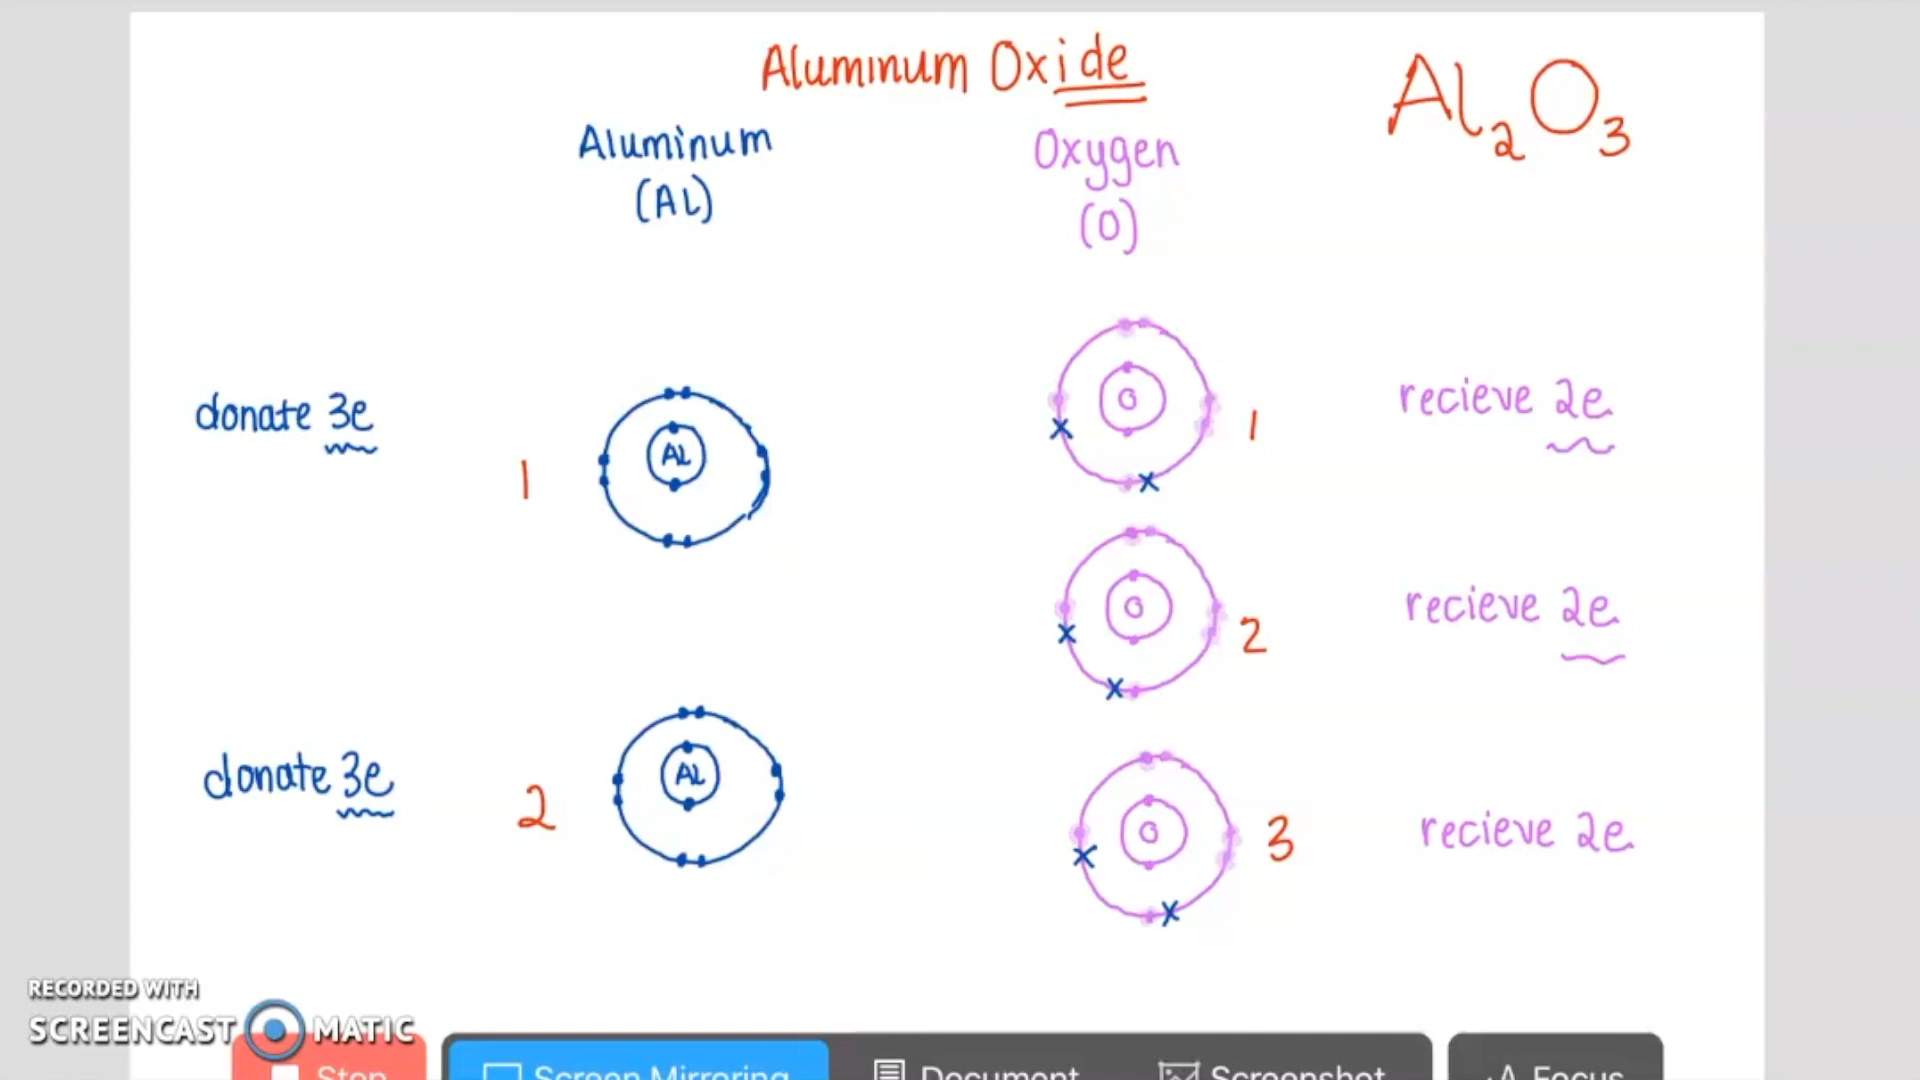 Aluminum Oxide
Al₂O₃
Aluminum
(AL)
Oxygen
(O)
donate 3e
1
AL
O
1
recieve 2e
O
2
recieve 2e
donate 3e
2
AL
O
3
recieve 2e
RECORDED WITH
SCREENCAST MATIC
Stop
Screen Mirroring
Document
Screenshot
A Focus